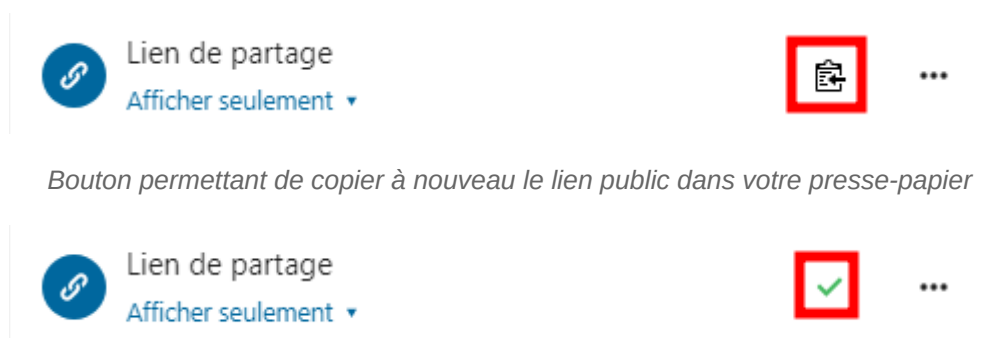 Lien de partage
Afficher seulement
Bouton permettant de copier à nouveau le lien public dans votre presse-papier
Lien de partage
Afficher seulement